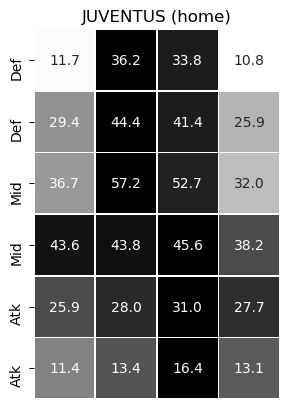 JUVENTUS (home)
Def 11.7 36.2 33.8 10.8
Def 29.4 44.4 41.4 25.9
Mid 36.7 57.2 52.7 32.0
Mid 43.6 43.8 45.6 38.2
Atk 25.9 28.0 31.0 27.7
Atk 11.4 13.4 16.4 13.1